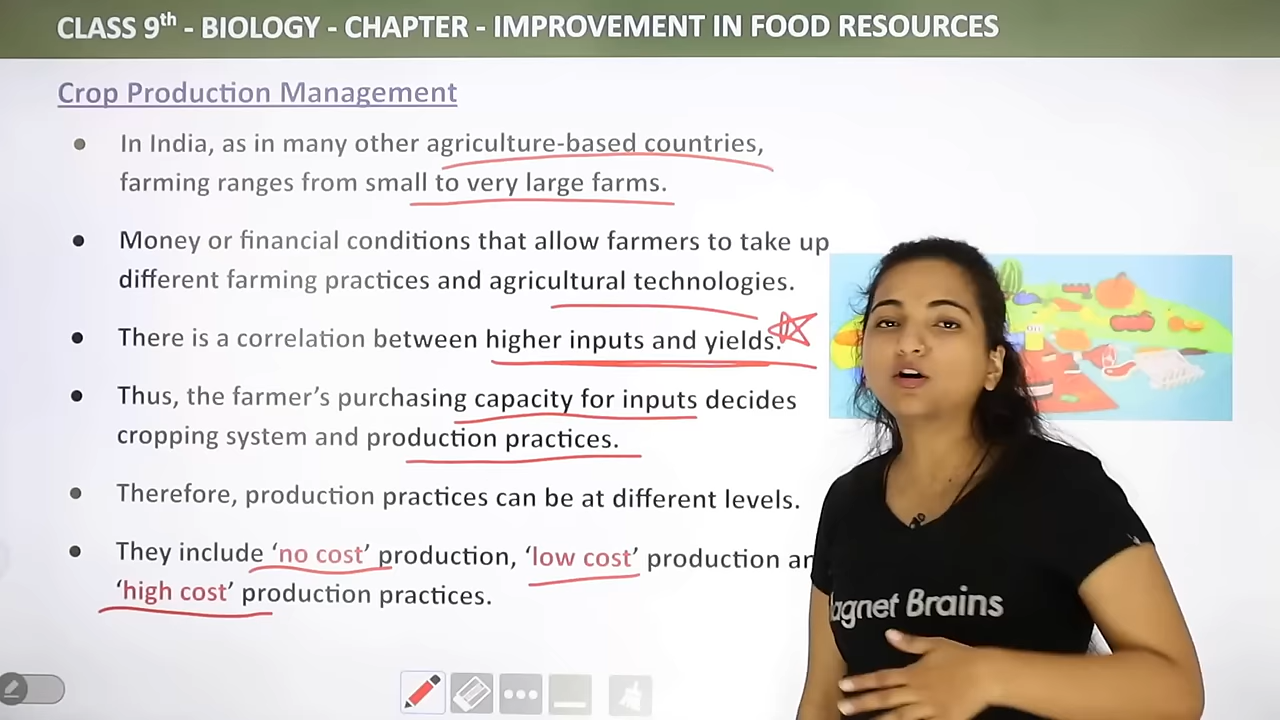 CLASS 9th - BIOLOGY - CHAPTER - IMPROVEMENT IN FOOD RESOURCES
Crop Production Management
• In India, as in many other agriculture-based countries,
farming ranges from small to very large farms.
• Money or financial conditions that allow farmers to take up
different farming practices and agricultural technologies.
• There is a correlation between higher inputs and yields.
• Thus, the farmer's purchasing capacity for inputs decides
cropping system and production practices.
• Therefore, production practices can be at different levels.
• They include 'no cost' production, 'low cost' production
'high cost' production practices.
Brains